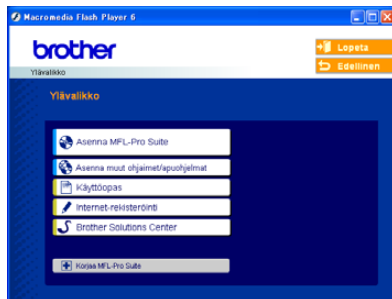 Macromedia Flash Player 6
brother
Lopeta
Edellinen
Ylävalikko
Ylävalikko
Asenna MFL-Pro Suite
Asenna muut ohjaimet/apuohjelmat
Käyttöopas
Internet-rekisteröinti
Brother Solutions Center
Korjaa MFL-Pro Suite